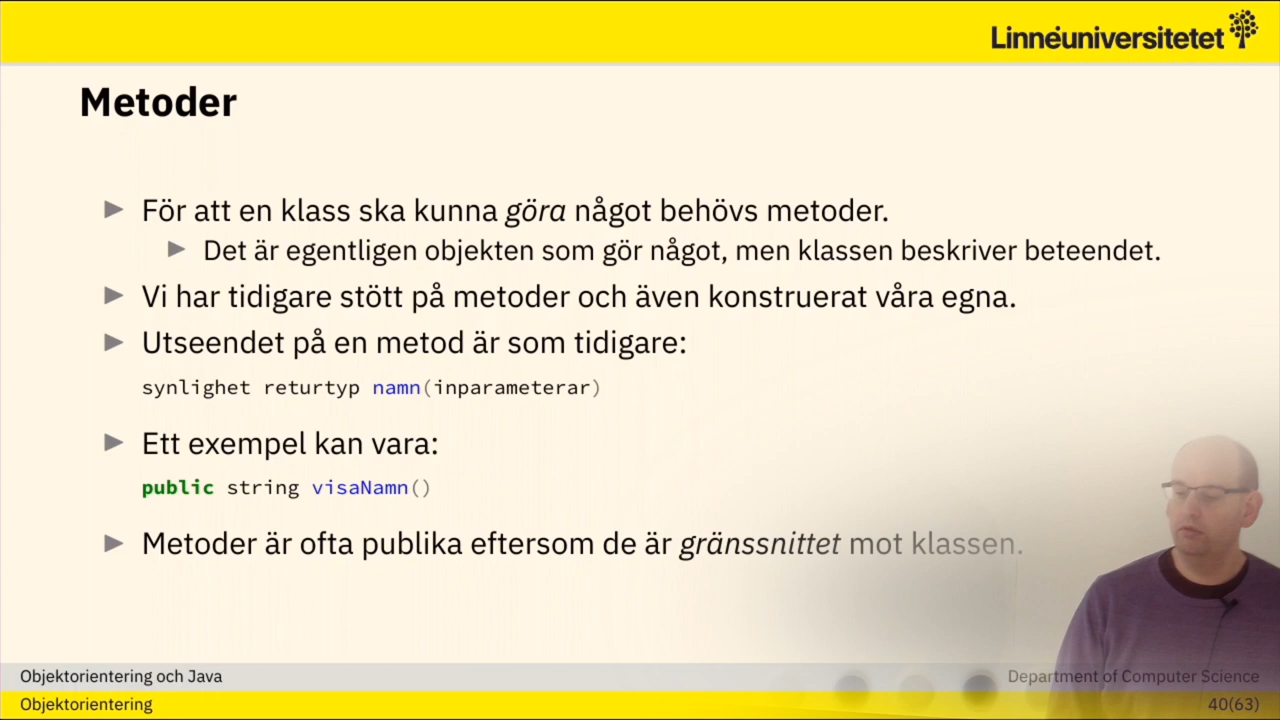 Linnéuniversitetet
Metoder
För att en klass ska kunna göra något behövs metoder.
Det är egentligen objekten som gör något, men klassen beskriver beteendet.
Vi har tidigare stött på metoder och även konstruerat våra egna.
Utseendet på en metod är som tidigare:
synlighet returtyp namn(inparameterar)
Ett exempel kan vara:
public string visaNamn()
Metoder är ofta publika eftersom de är gränssnittet mot klassen.
Objektorientering och Java
Department of Computer Science
Objektorientering
40(63)